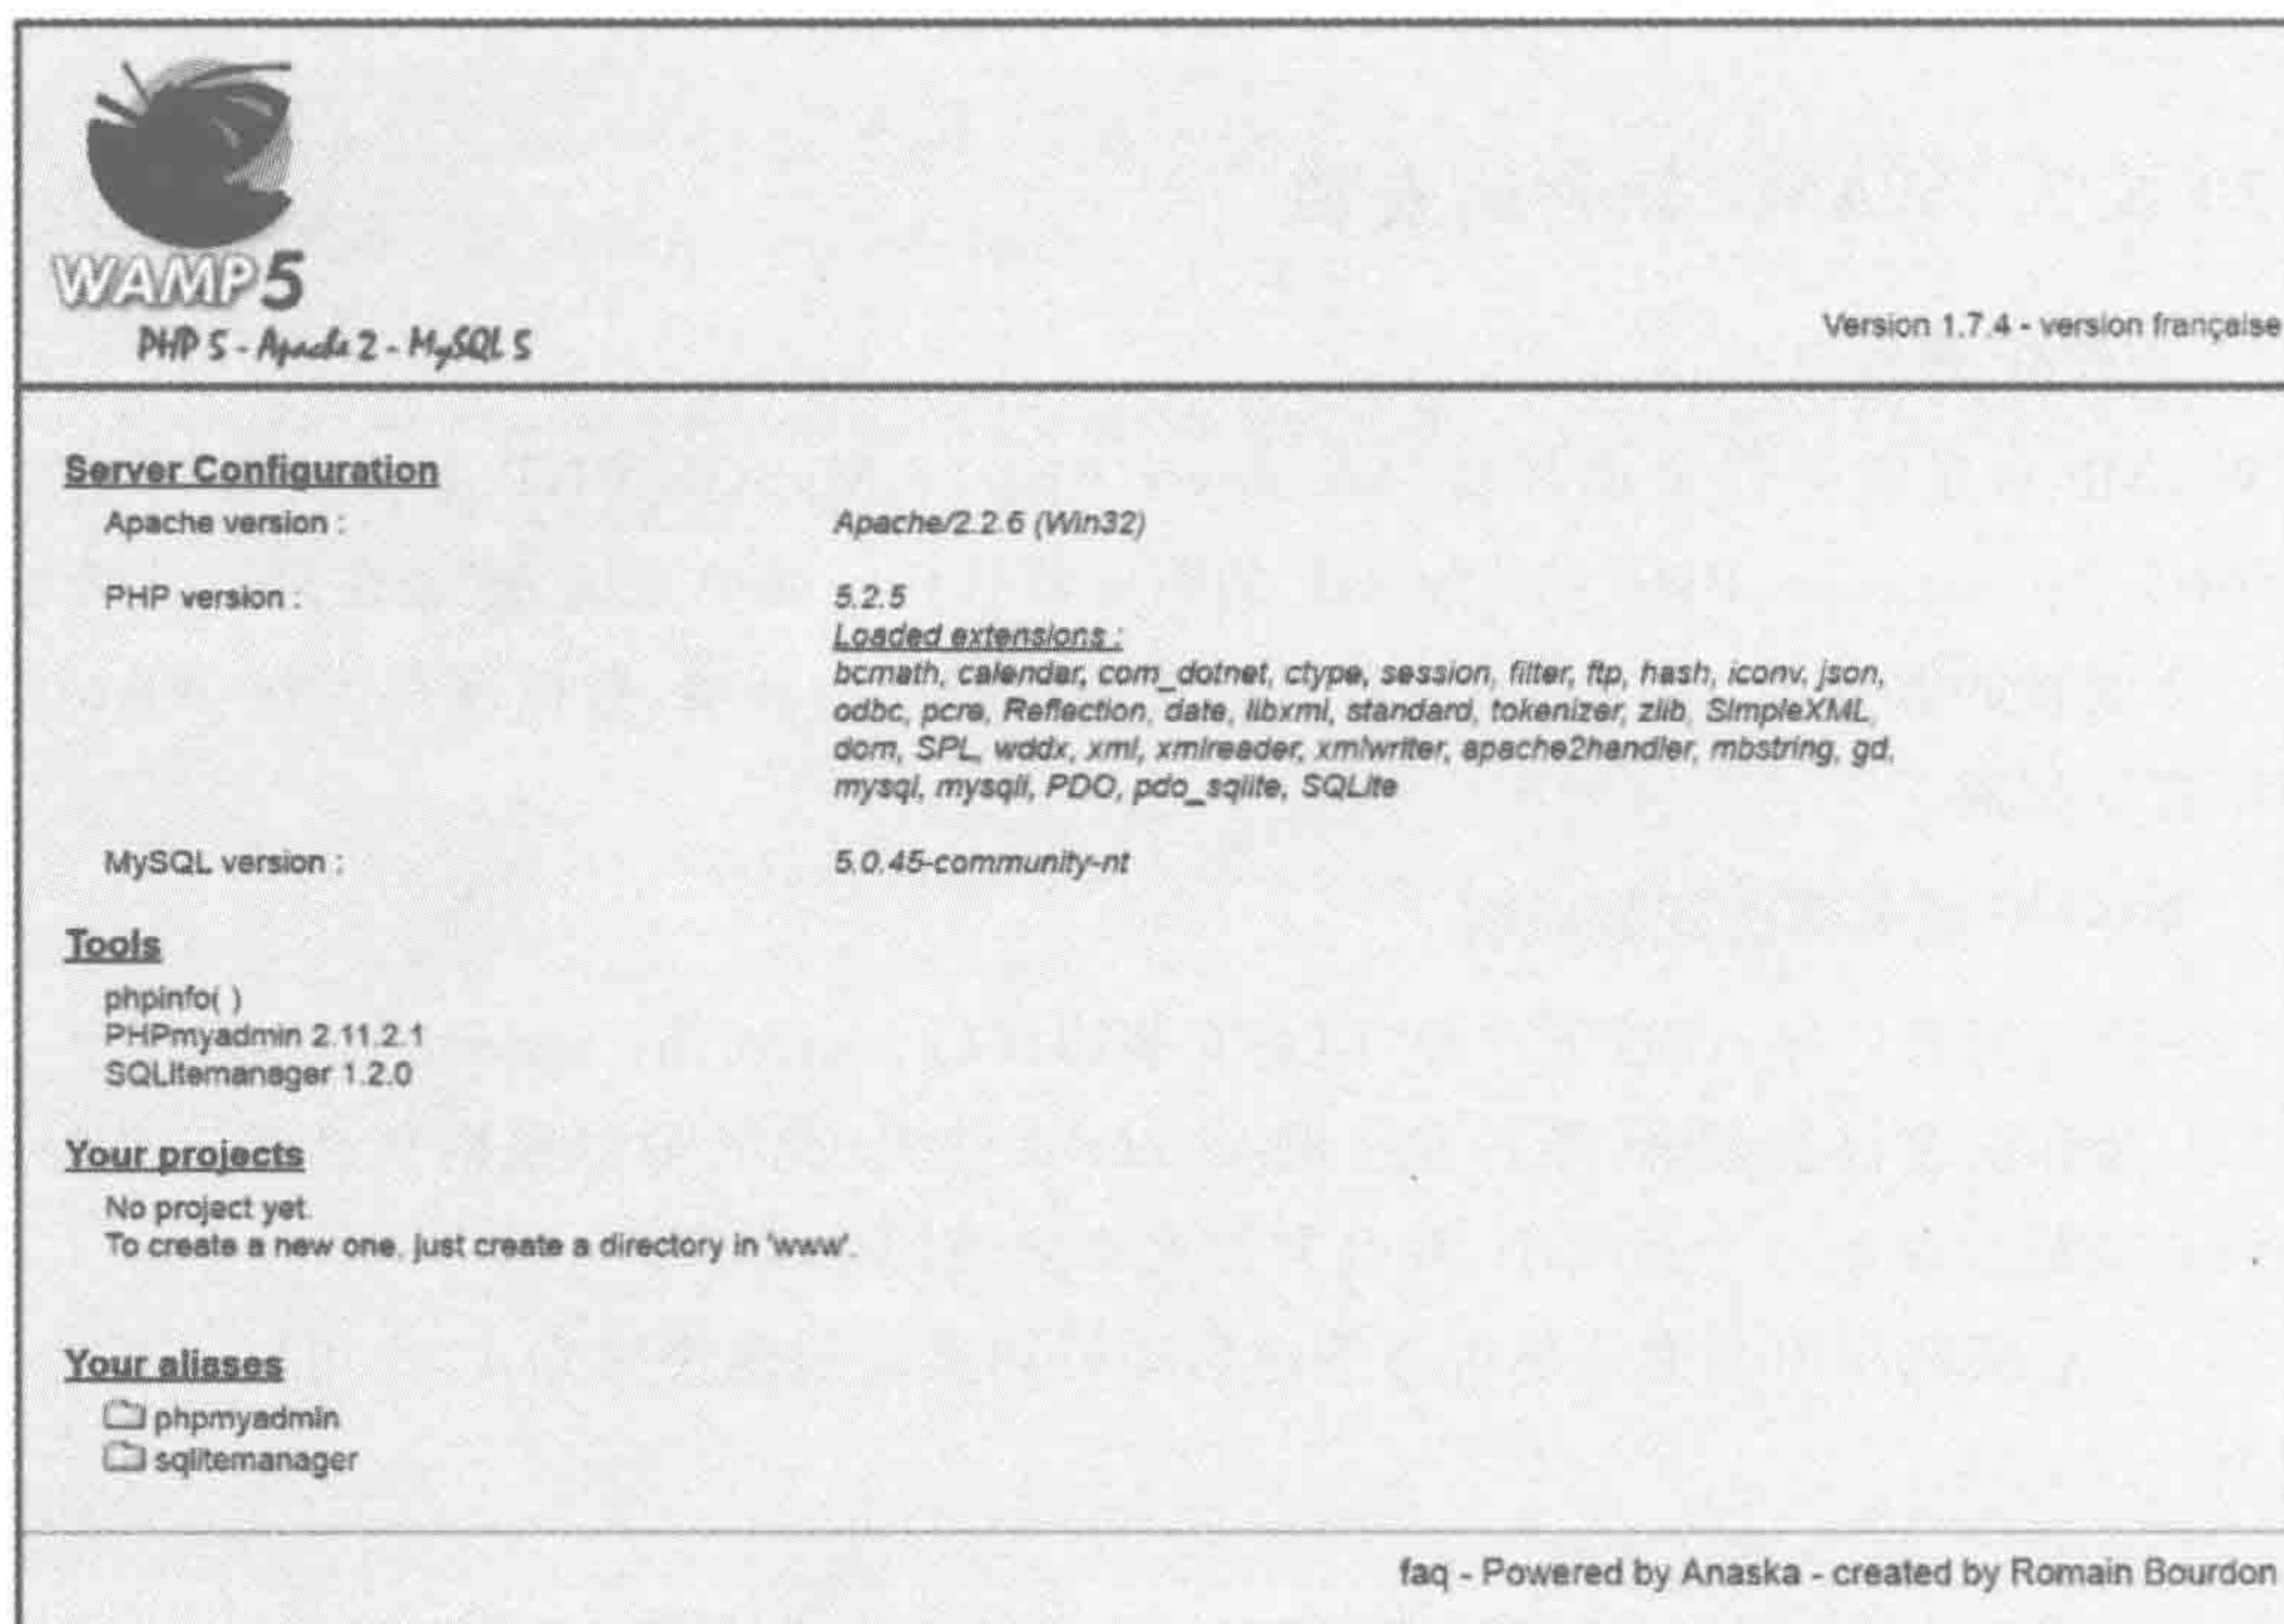 WAMP5
PHP 5 - Apache 2 - MySQL 5
Version 1.7.4 - version française
Server Configuration
Apache version :
Apache/2.2.6 (Win32)
PHP version :
5.2.5
Loaded extensions :
bcmath, calendar, com_dotnet, ctype, session, filter, ftp, hash, iconv, json,
odbc, pcre, Reflection, date, libxml, standard, tokenizer, zlib, SimpleXML,
dom, SPL, wddx, xml, xmlreader, xmlwriter, apache2handler, mbstring, gd,
mysql, mysqli, PDO, pdo_sqlite, SQLite
MySQL version :
5.0.45-community-nt
Tools
phpinfo( )
PHPmyadmin 2.11.2.1
SQLitemanager 1.2.0
Your projects
No project yet.
To create a new one, just create a directory in 'www'.
Your aliases
phpmyadmin
sqlitemanager
faq - Powered by Anaska - created by Romain Bourdon